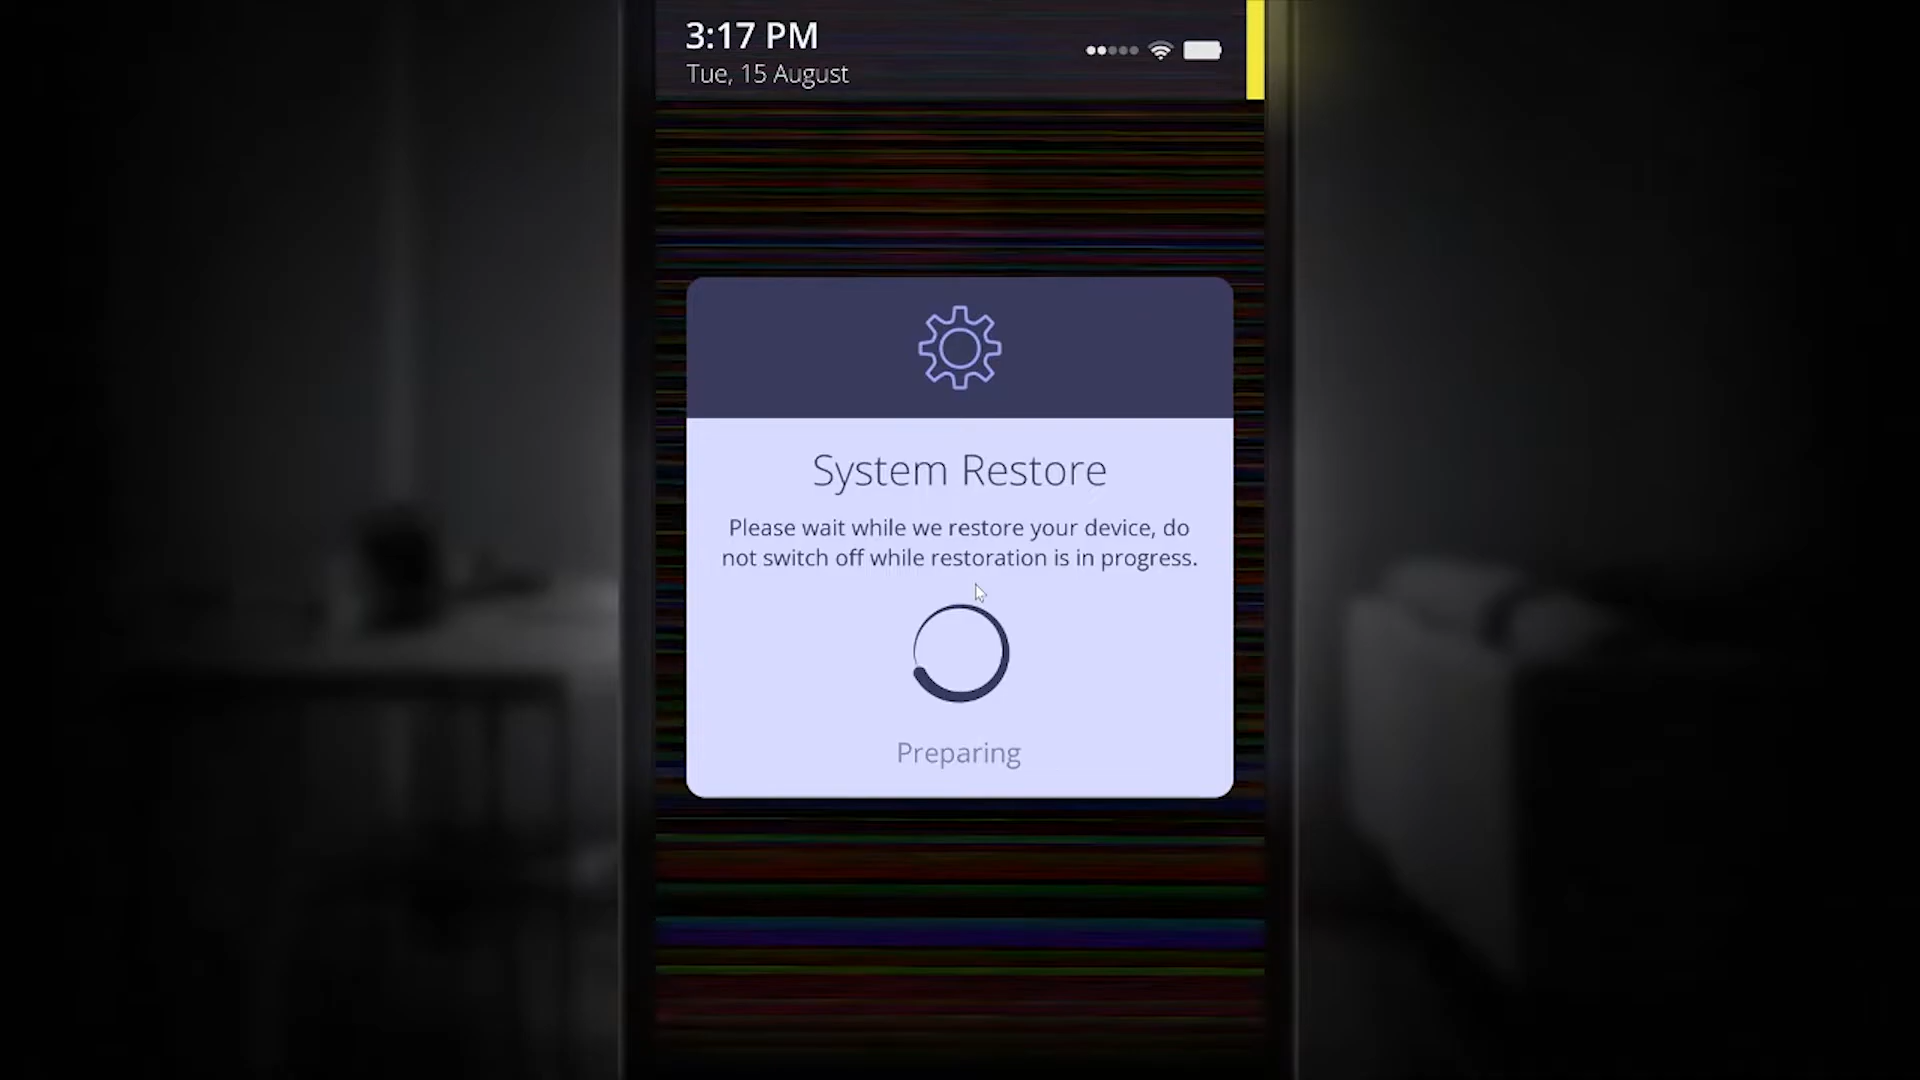 3:17 PM
Tue, 15 August
System Restore
Please wait while we restore your device, do
not switch off while restoration is in progress.
Preparing